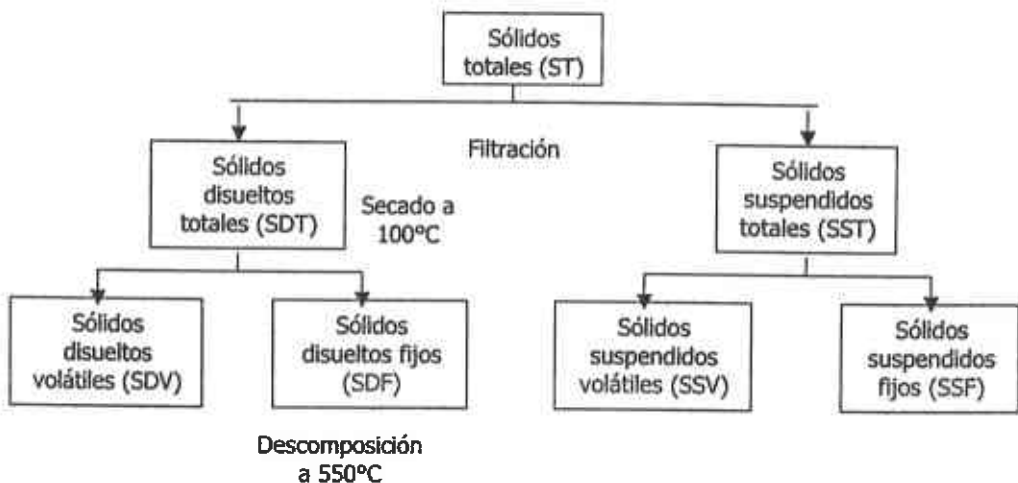 Sólidos
totales (ST)
Filtración
Sólidos
disueltos
totales (SDT)
Secado a
100°C
Sólidos
suspendidos
totales (SST)
Sólidos
disueltos
volátiles (SDV)
Sólidos
disueltos fijos
(SDF)
Sólidos
suspendidos
volátiles (SSV)
Sólidos
suspendidos
fijos (SSF)
Descomposición
a 550°C